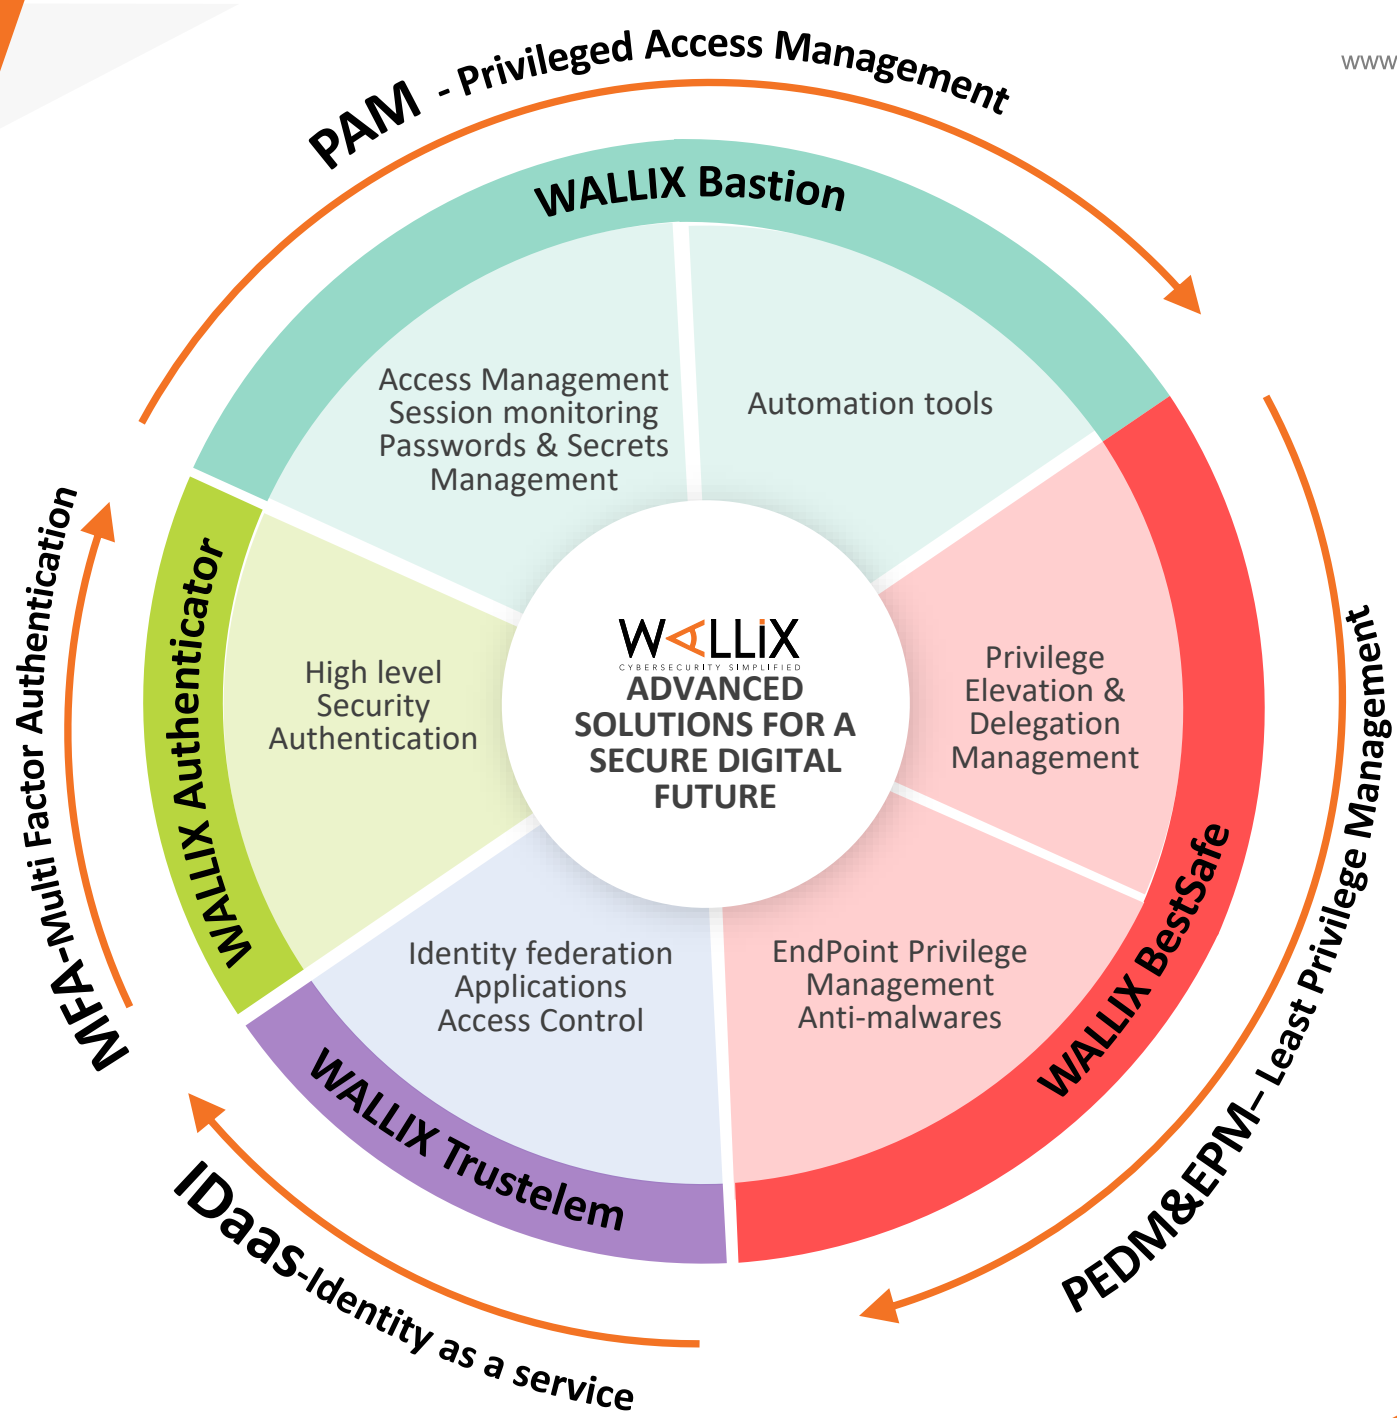 PAM - Privileged Access Management
www
WALLIX Bastion
Access Management
Session monitoring
Passwords & Secrets
Management
Automation tools
WALLIX Authenticator
High level
Security
Authentication
MFA-Multi Factor Authentication
WALLiX
CYBERSECURITY SIMPLIFIED
ADVANCED
SOLUTIONS FOR A
SECURE DIGITAL
FUTURE
Privilege
Elevation &
Delegation
Management
WALLIX BestSafe
PEDM&EPM– Least Privilege Management
EndPoint Privilege
Management
Anti-malwares
Identity federation
Applications
Access Control
WALLIX Trustelem
IDaas-Identity as a service